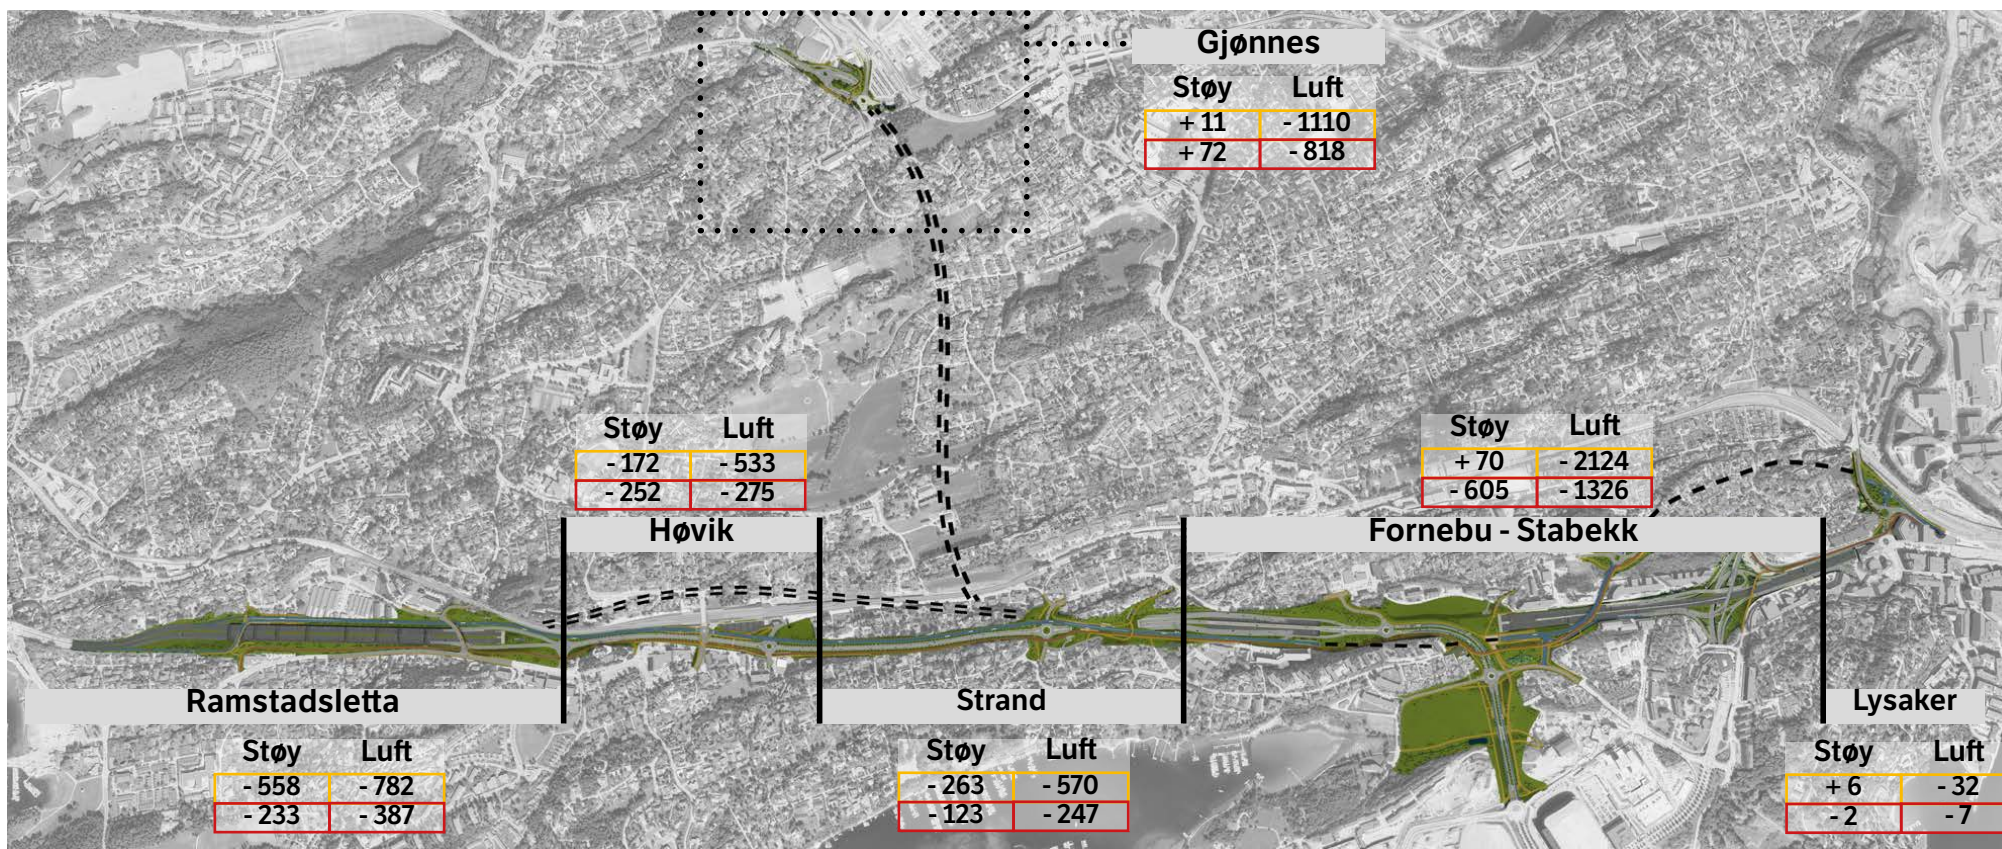 Gjønnes
Støy Luft
+ 11 - 1110
+ 72 - 818
Støy Luft
- 172 - 533
- 252 - 275
Høvik
Støy Luft
+ 70 - 2124
- 605 - 1326
Fornebu - Stabekk
Ramstadsletta
Støy Luft
- 558 - 782
- 233 - 387
Strand
Støy Luft
- 263 - 570
- 123 - 247
Lysaker
Støy Luft
+ 6 - 32
- 2 - 7